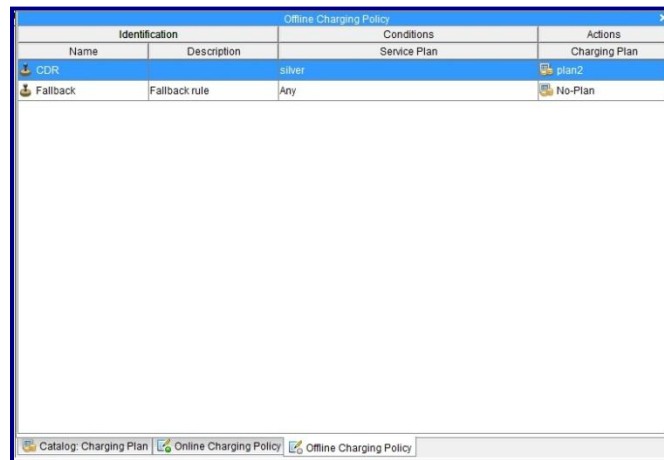 Offline Charging Policy
Identification Conditions Actions
Name Description Service Plan Charging Plan
CDR silver plan2
Fallback Fallback rule Any No-Plan
Catalog: Charging Plan Online Charging Policy Offline Charging Policy